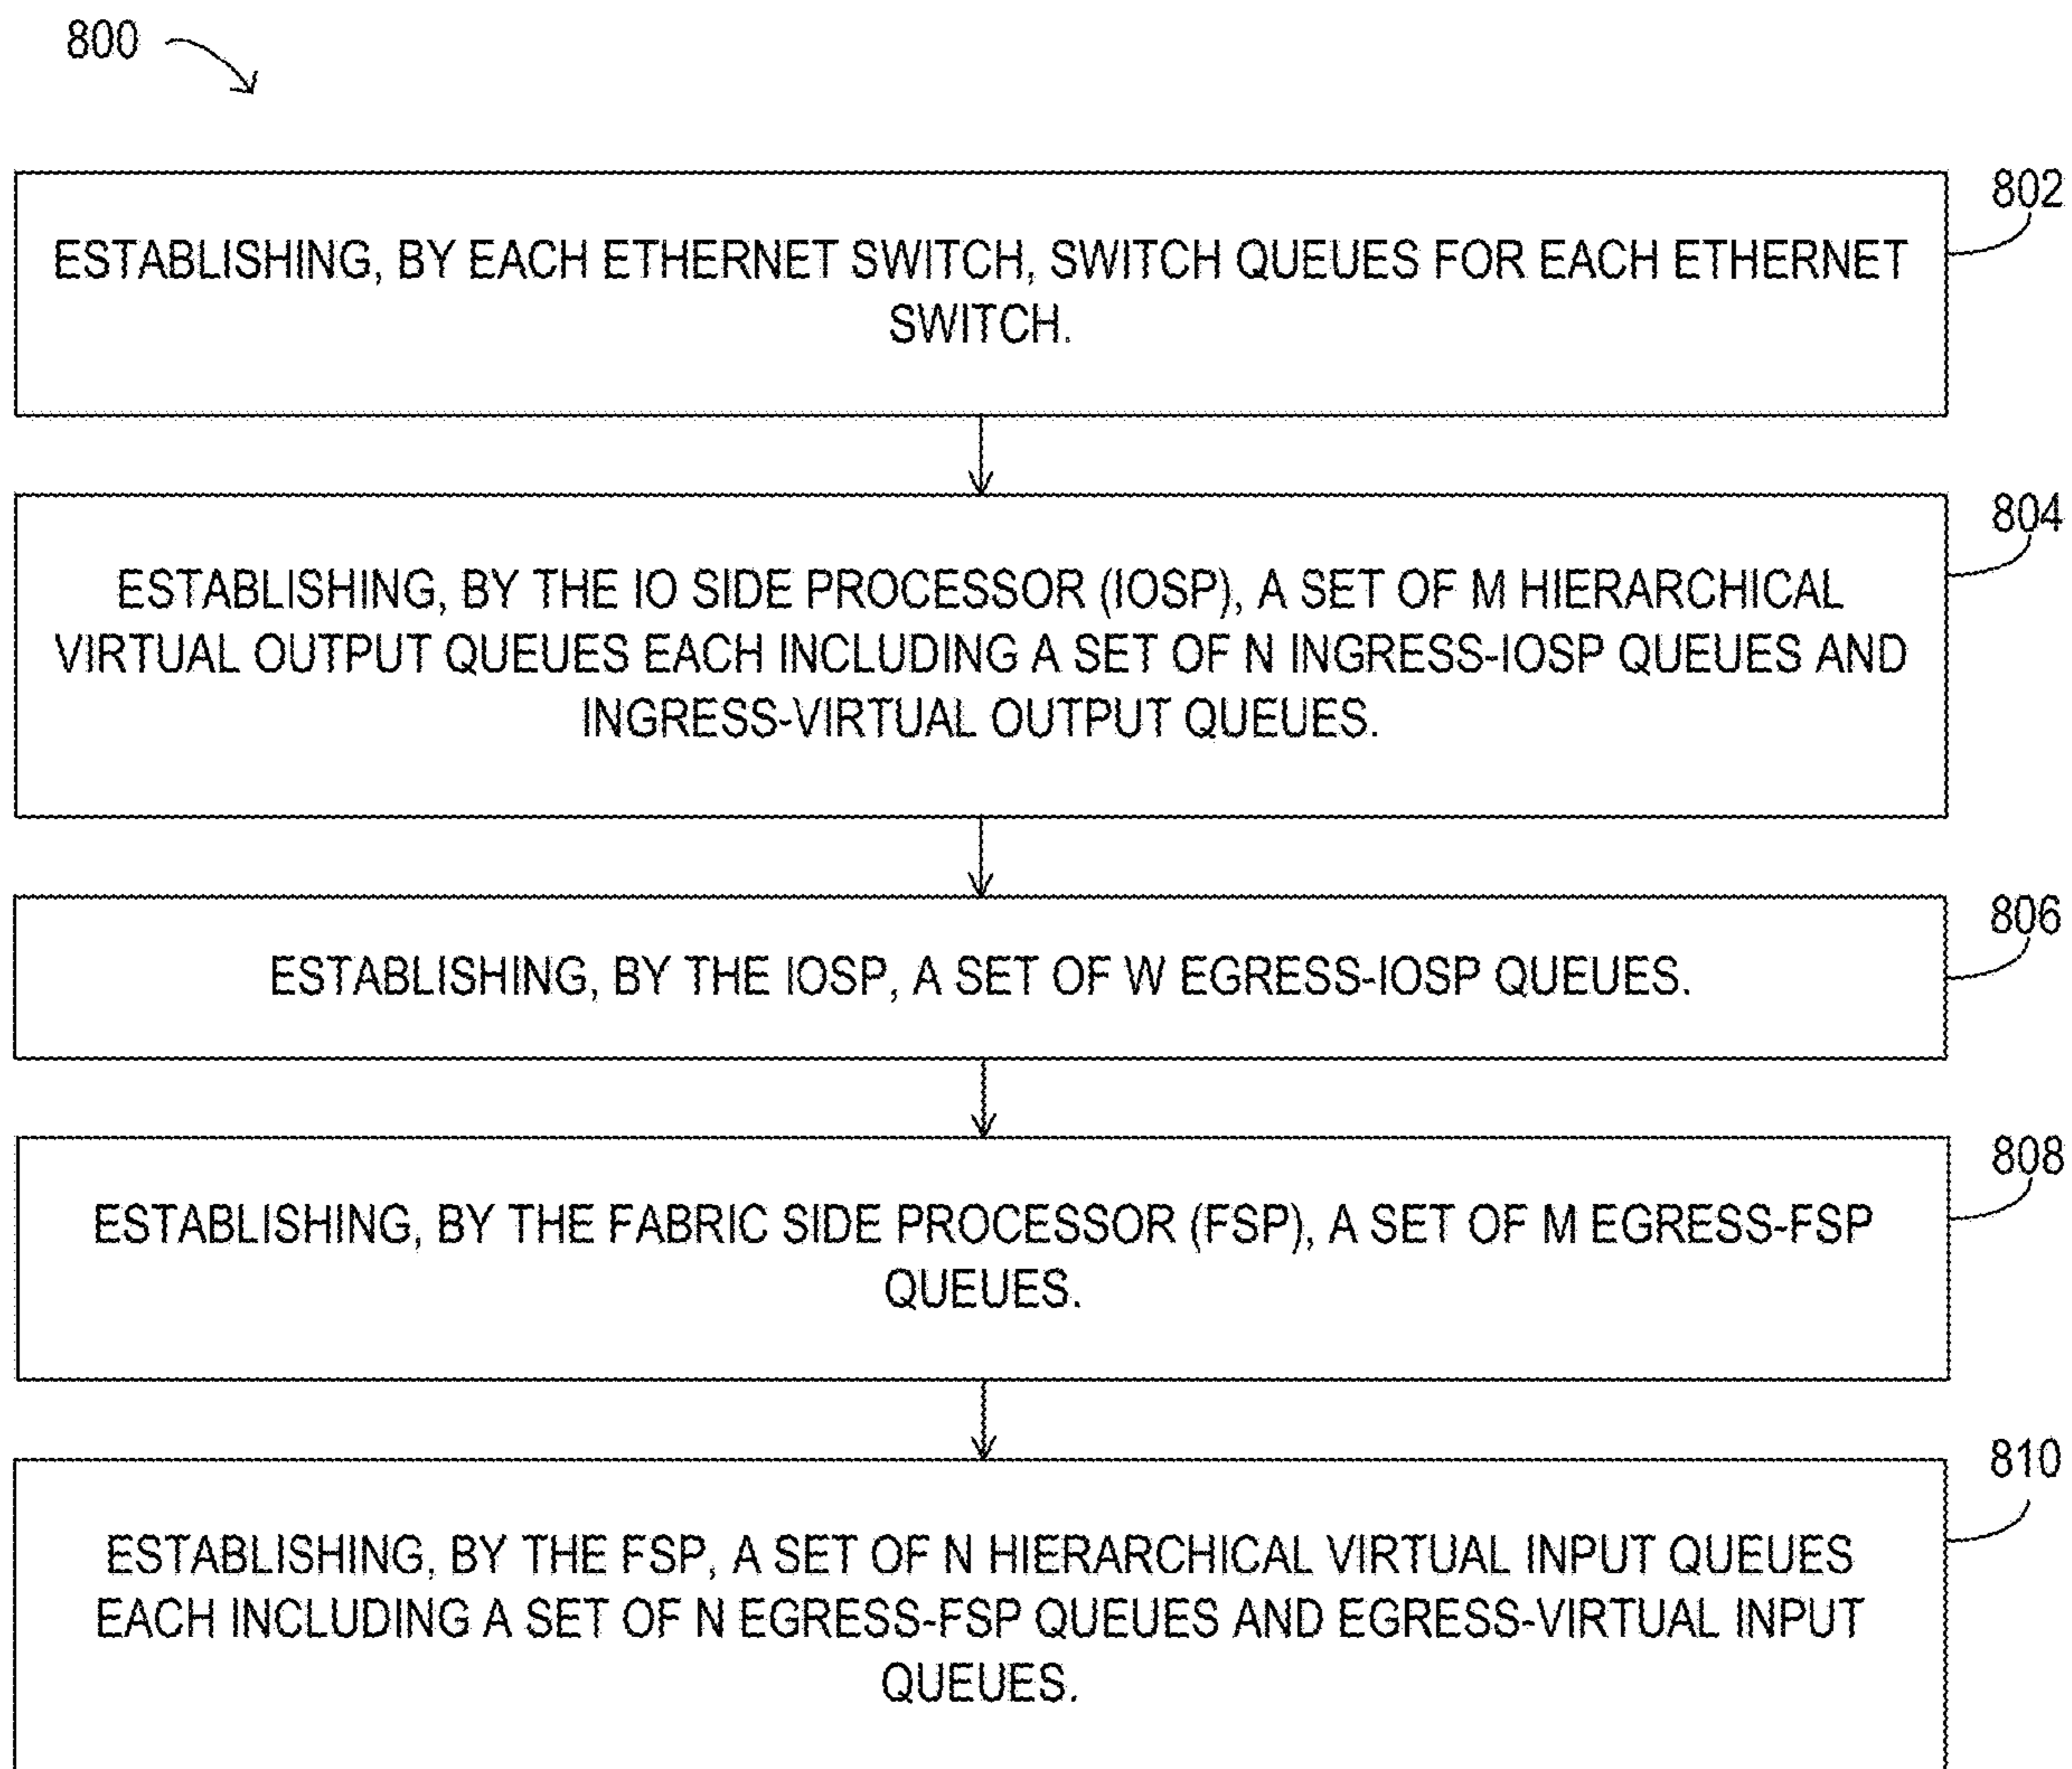 800
802
ESTABLISHING, BY EACH ETHERNET SWITCH, SWITCH QUEUES FOR EACH ETHERNET
SWITCH.
804
ESTABLISHING, BY THE IO SIDE PROCESSOR (IOSP), A SET OF M HIERARCHICAL
VIRTUAL OUTPUT QUEUES EACH INCLUDING A SET OF N INGRESS-IOSP QUEUES AND
INGRESS-VIRTUAL OUTPUT QUEUES.
806
ESTABLISHING, BY THE IOSP, A SET OF W EGRESS-IOSP QUEUES.
808
ESTABLISHING, BY THE FABRIC SIDE PROCESSOR (FSP), A SET OF M EGRESS-FSP
QUEUES.
810
ESTABLISHING, BY THE FSP, A SET OF N HIERARCHICAL VIRTUAL INPUT QUEUES
EACH INCLUDING A SET OF N EGRESS-FSP QUEUES AND EGRESS-VIRTUAL INPUT
QUEUES.